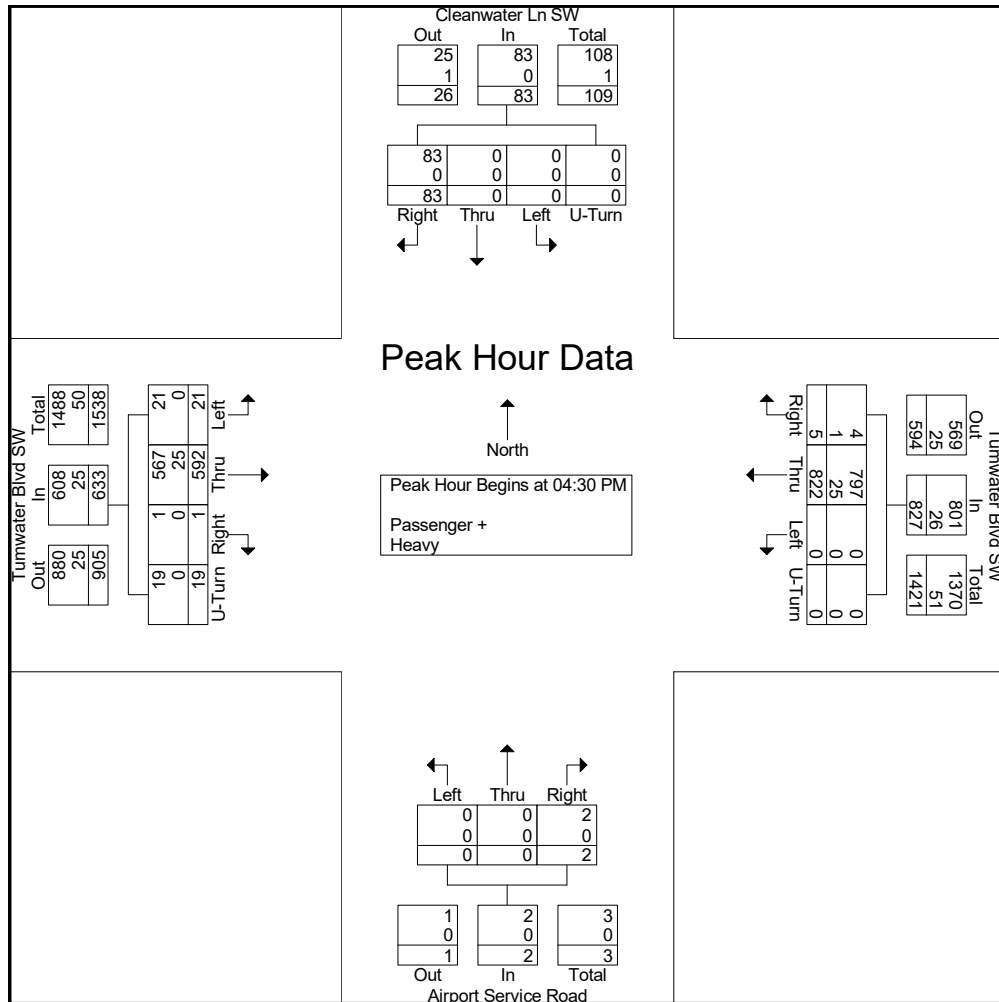 Cleanwater Ln SW
Out In Total
25 83 108
1 0 1
26 83 109
83 0 0 0
0 0 0 0
83 0 0 0
Right Thru Left U-Turn
Peak Hour Data
North
Peak Hour Begins at 04:30 PM
Passenger +
Heavy
Tumwater Blvd SW
Out In Total
880 608 1488
25 25 50
905 633 1538
U-Turn Right Thru Left
19 1 567 21
0 0 25 0
19 1 592 21
Tumwater Blvd SW
Out In Total
569 801 1370
25 26 51
594 827 1421
4 797 0 0
1 25 0 0
5 822 0 0
Right Thru Left U-Turn
Left Thru Right
0 0 2
0 0 0
0 0 2
1 2 3
0 0 0
1 2 3
Out In Total
Airport Service Road